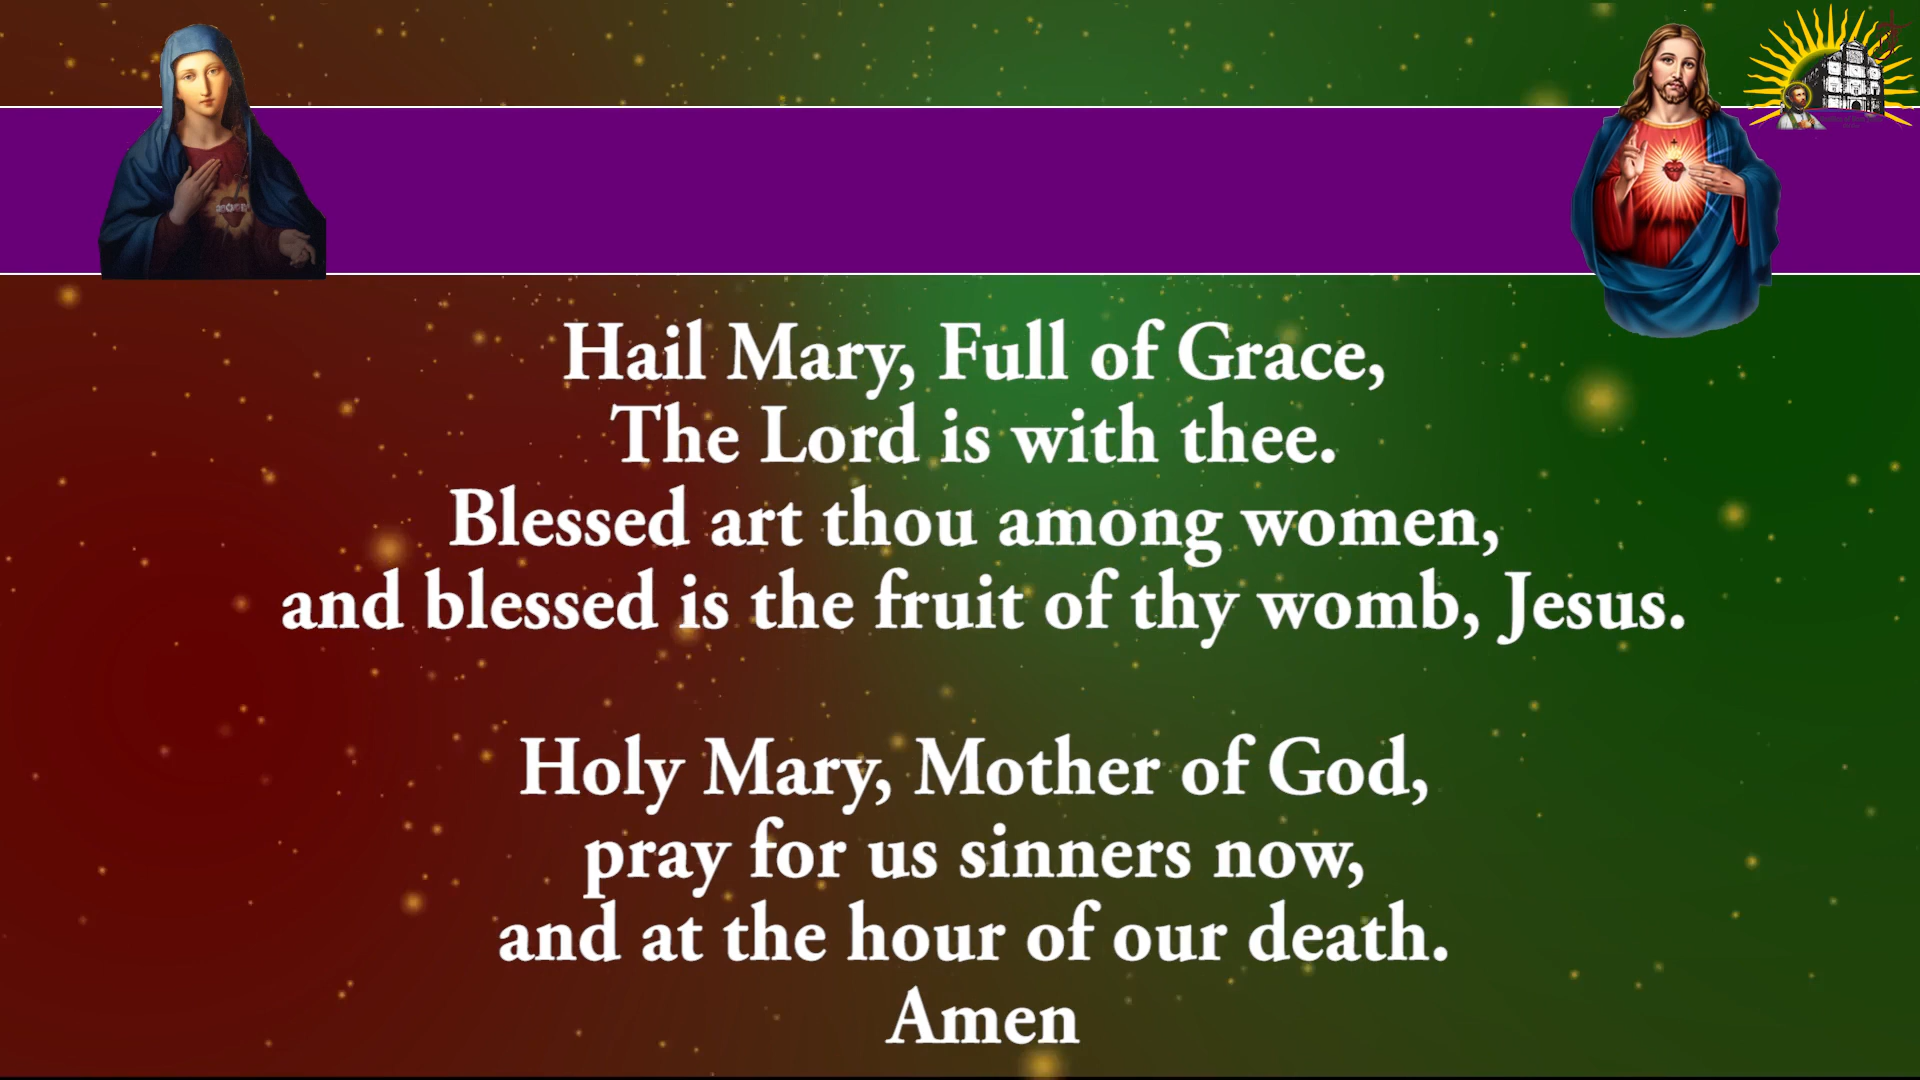 Hail Mary, Full of Grace,
The Lord is with thee.
Blessed art thou among women,
and blessed is the fruit of thy womb, Jesus.
Holy Mary, Mother of God,
pray for us sinners now,
and at the hour of our death.
Amen